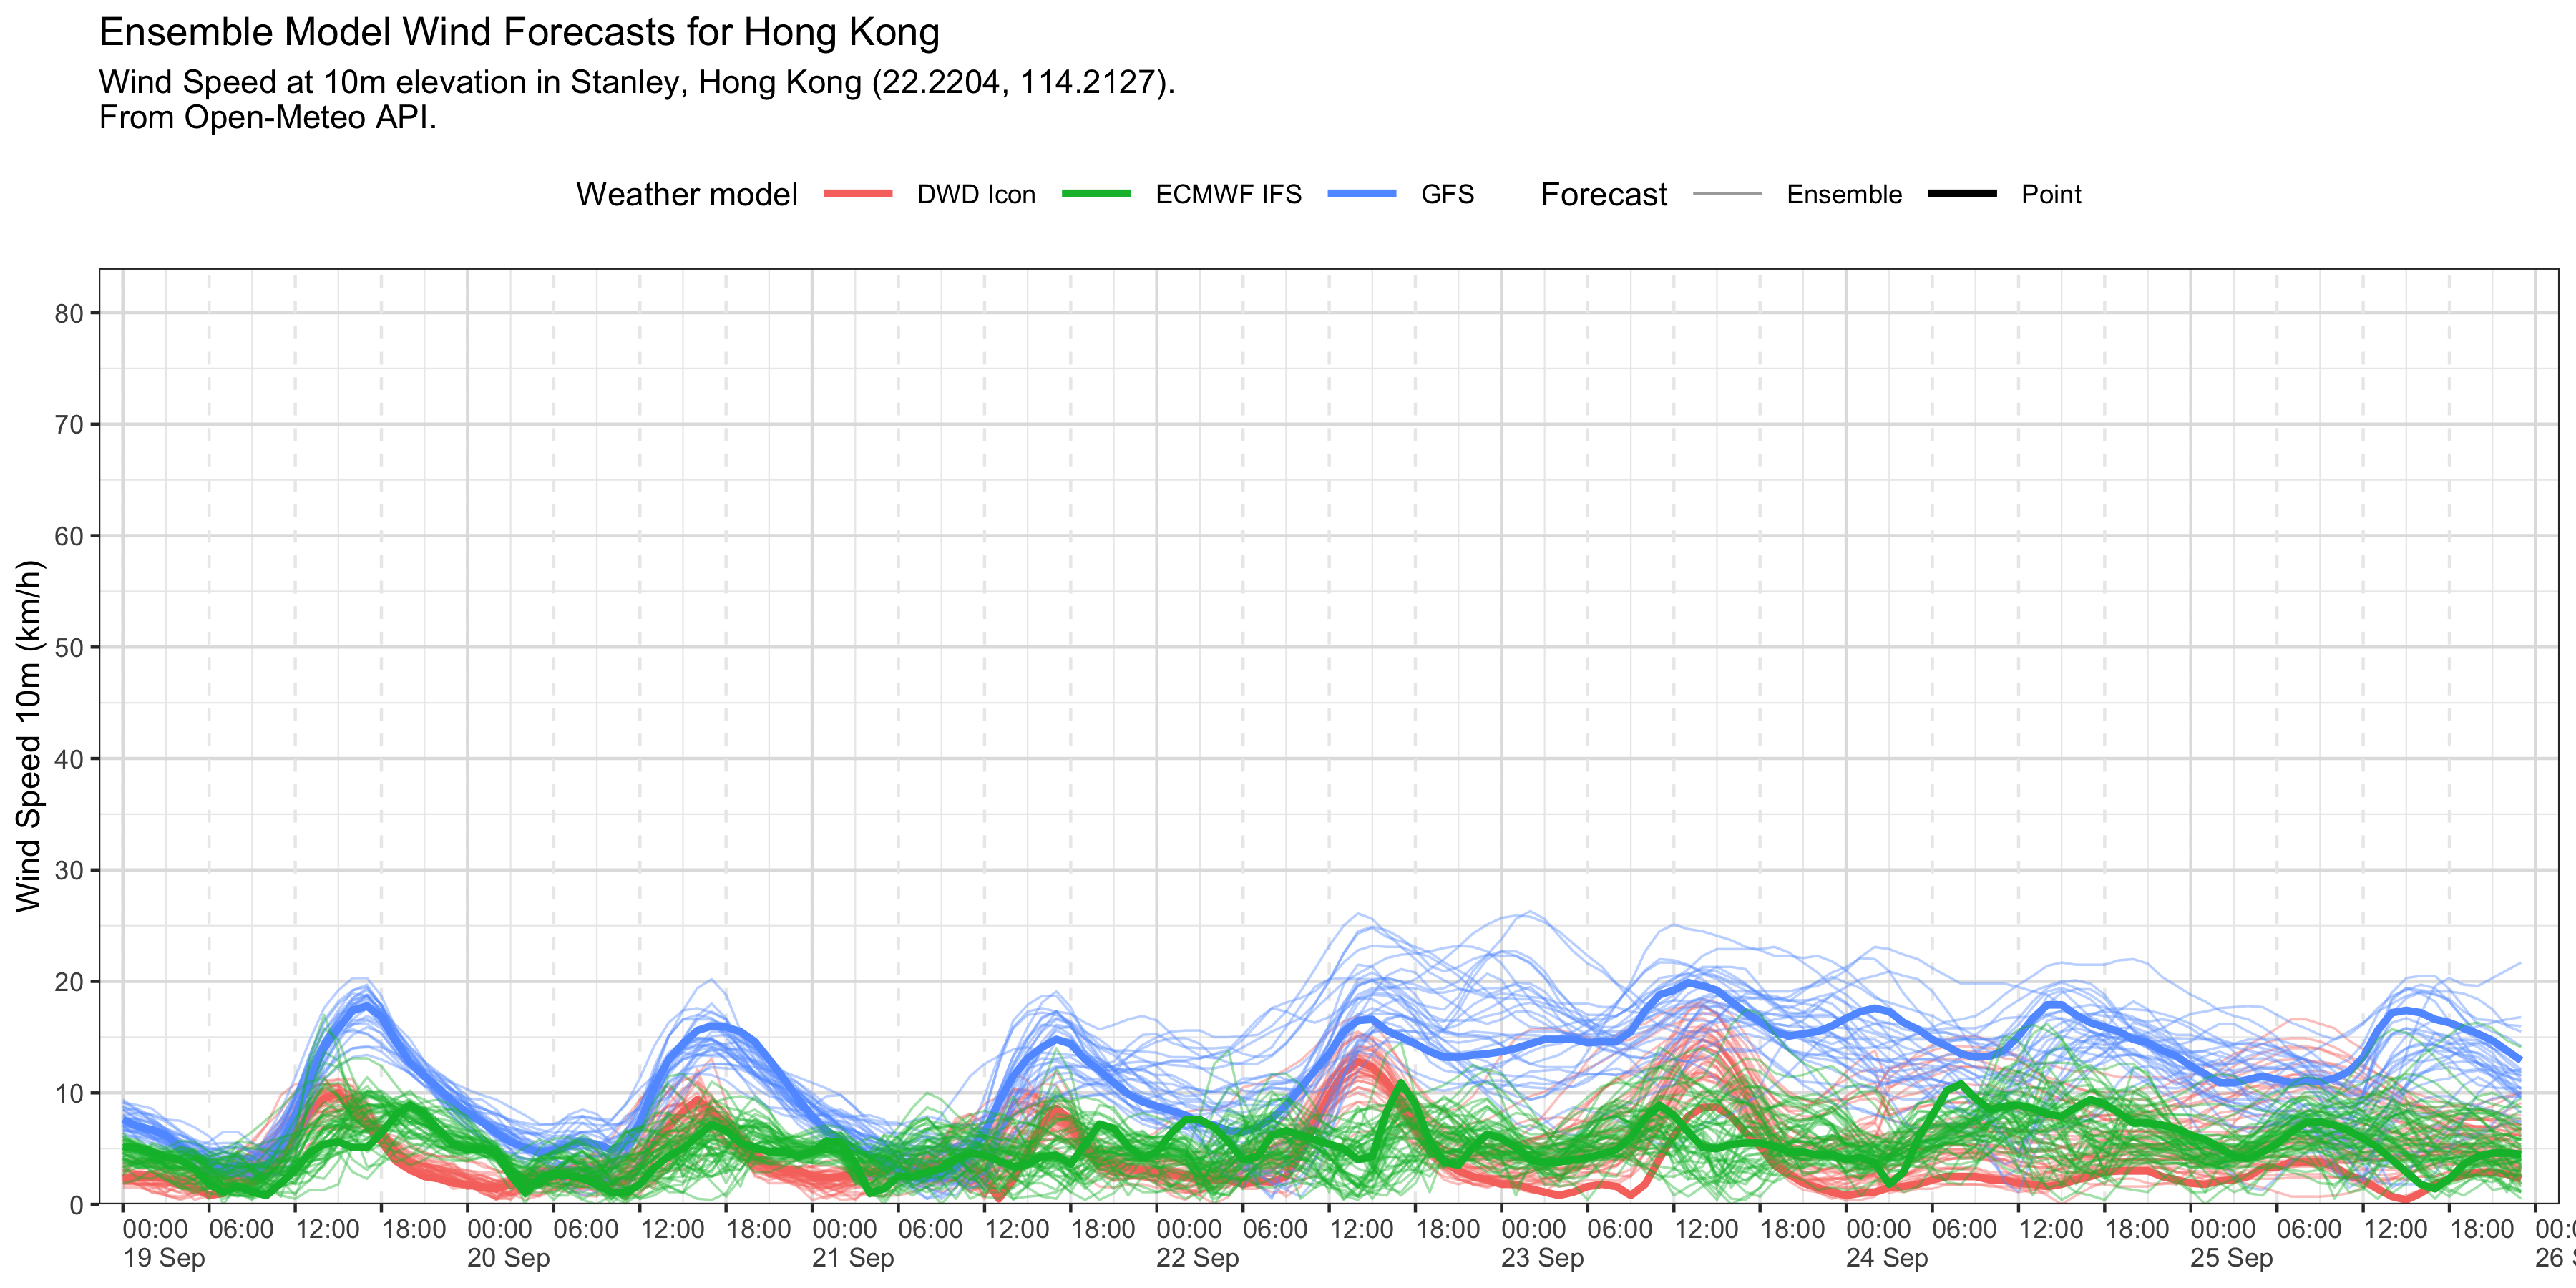 Ensemble Model Wind Forecasts for Hong Kong
Wind Speed at 10m elevation in Stanley, Hong Kong (22.2204, 114.2127).
From Open-Meteo API.
Weather model DWD Icon ECMWF IFS GFS Forecast Ensemble Point
Wind Speed 10m (km/h)
80
70
60
50
40
30
20
10
0
00:00 06:00 12:00 18:00 00:00 06:00 12:00 18:00 00:00 06:00 12:00 18:00 00:00 06:00 12:00 18:00 00:00 06:00 12:00 18:00 00:00 06:00 12:00 18:00 00:00 06:00 12:00 18:00
19 Sep 20 Sep 21 Sep 22 Sep 23 Sep 24 Sep 25 Sep 26